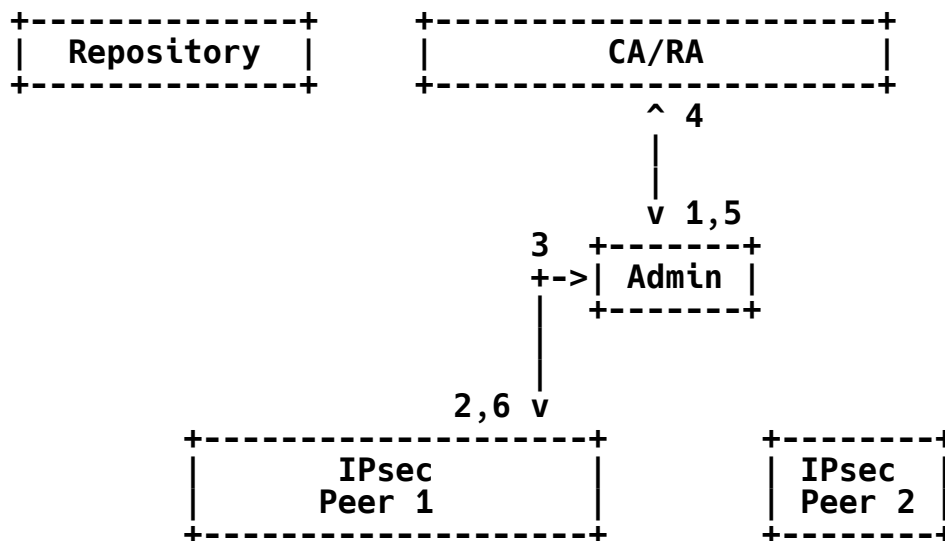 +--------------+     +-----------------------+
|  Repository  |     |         CA/RA         |
+--------------+     +-----------------------+
                                ^ 4
                                |
                                |
                                v 1,5
                           3 +-------+
                          +->| Admin |
                          |  +-------+
                          |
                          |
                      2,6 v
         +--------------------+        +--------+
         |       IPsec        |        | IPsec  |
         |      Peer 1        |        | Peer 2 |
         +--------------------+        +--------+